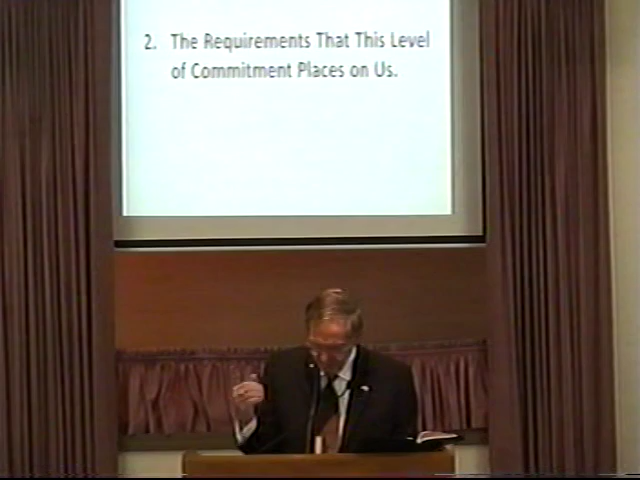 2. The Requirements That This Level
of Commitment Places on Us.